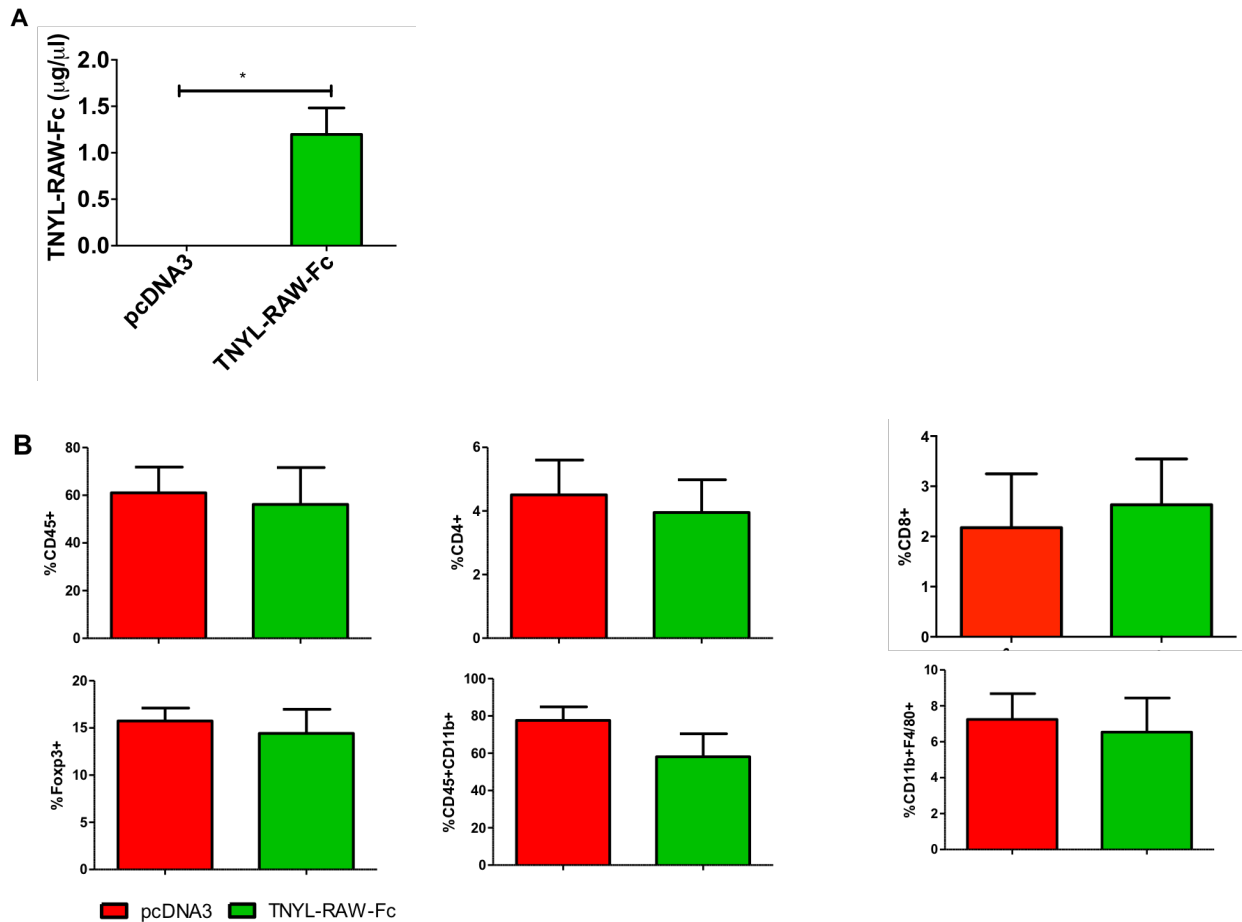 A
TNYL-RAW-Fc (μg/μl)
2.0
1.5
1.0
0.5
0.0
*
pcDNA3
TNYL-RAW-Fc
B
%CD45+
80
60
40
20
0
%CD4+
6
4
2
0
%CD8+
4
3
2
1
0
%Foxp3+
20
15
10
5
0
%CD45+CD11b+
100
80
60
40
20
0
%CD11b+F4/80+
10
8
6
4
2
0
pcDNA3
TNYL-RAW-Fc